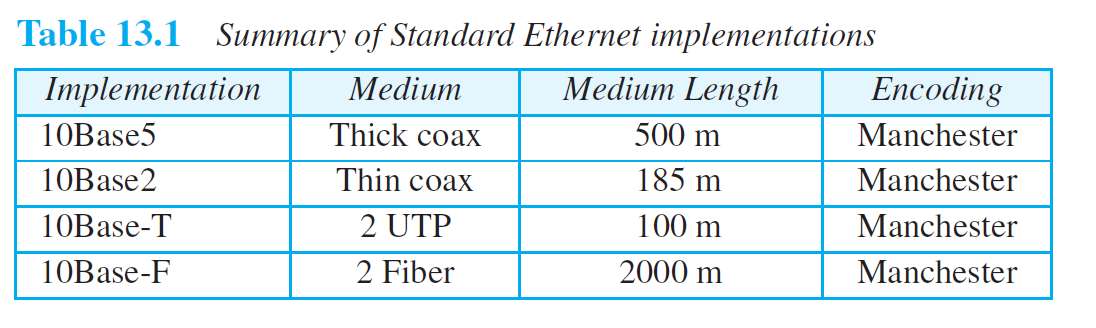 Table 13.1 Summary of Standard Ethernet implementations
Implementation Medium Medium Length Encoding
10Base5 Thick coax 500 m Manchester
10Base2 Thin coax 185 m Manchester
10Base-T 2 UTP 100 m Manchester
10Base-F 2 Fiber 2000 m Manchester